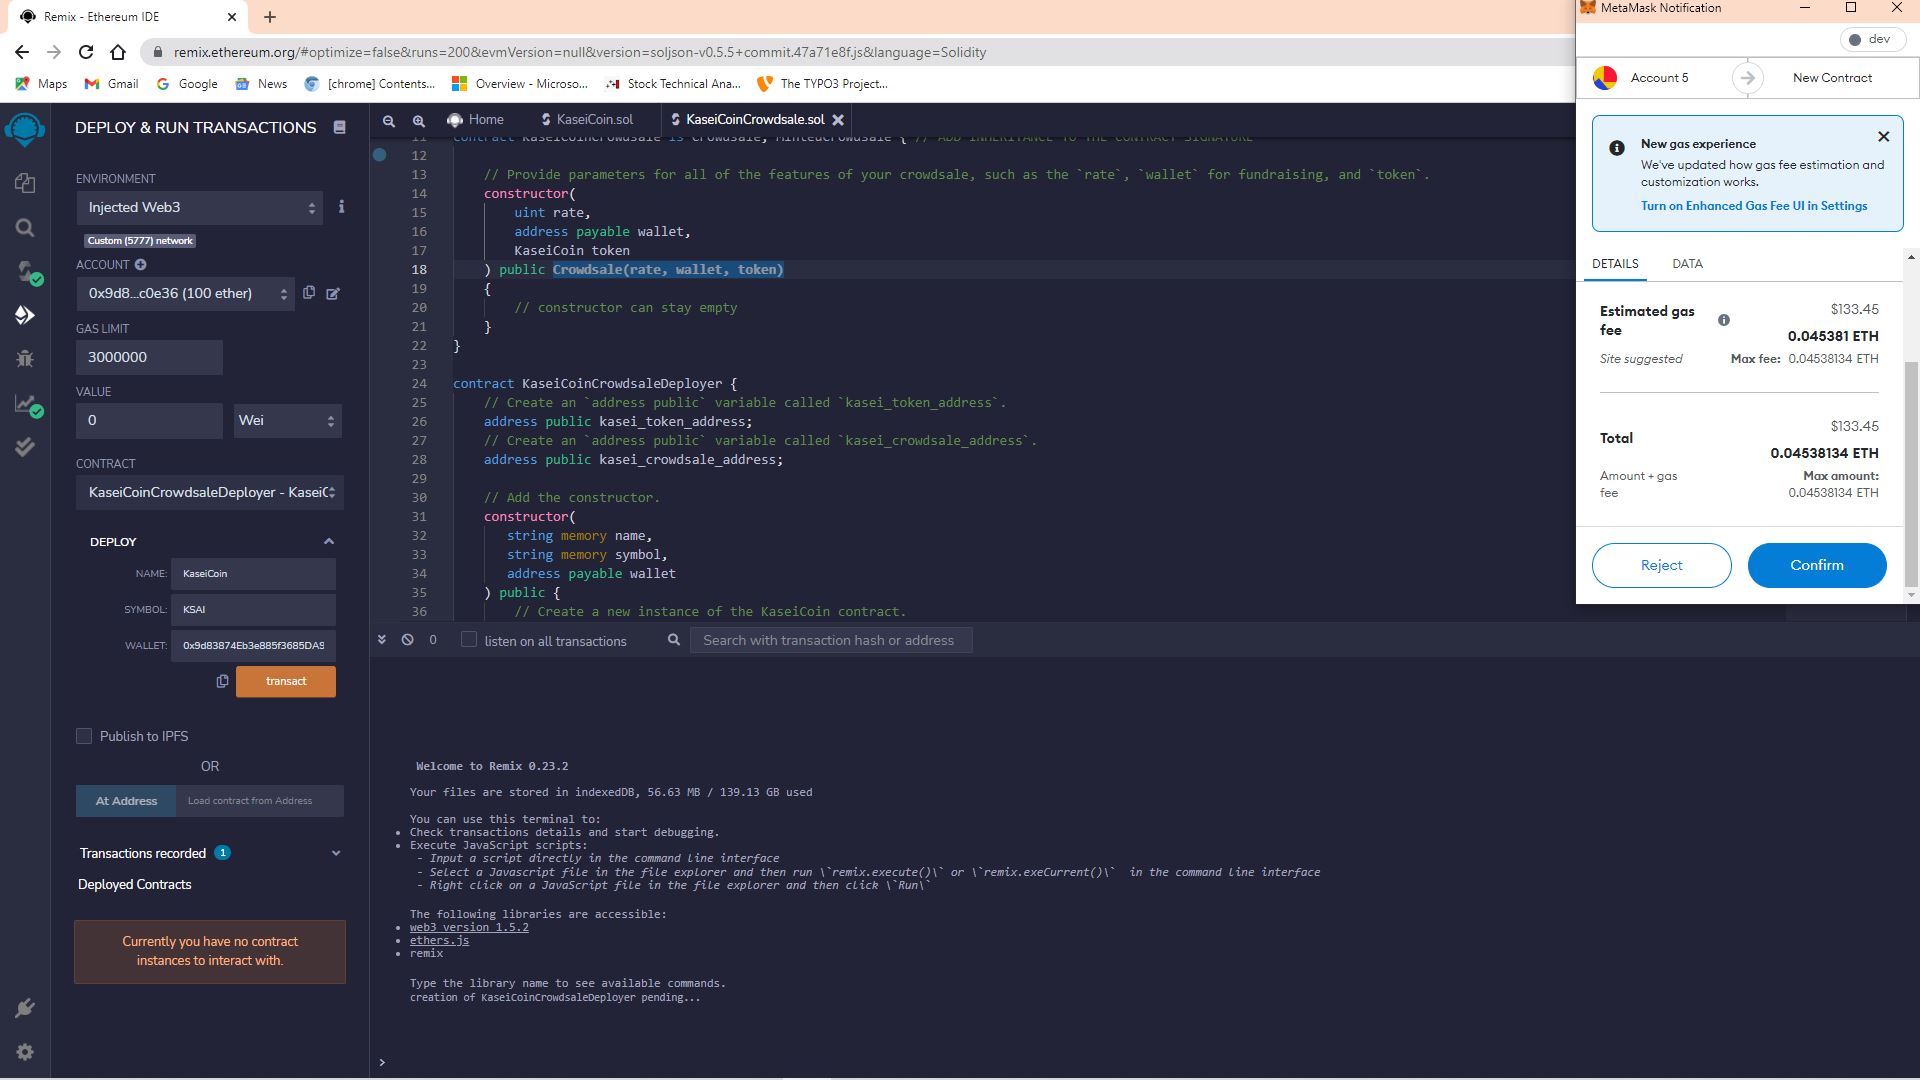 Remix - Ethereum IDE
remix.ethereum.org/#optimize=false&runs=200&evmVersion=null&version=soljson-v0.5.5+commit.47a71e8f.js&language=Solidity
Maps
Gmail
Google
News
[chrome] Contents...
Overview - Microso...
Stock Technical Ana...
The TYPO3 Project...
DEPLOY & RUN TRANSACTIONS
ENVIRONMENT
Injected Web3
Custom (5777) network
ACCOUNT
0x9d8...c0e36 (100 ether)
GAS LIMIT
3000000
VALUE
0
Wei
CONTRACT
KaseiCoinCrowdsaleDeployer - KaseiC
DEPLOY
NAME:
KaseiCoin
SYMBOL:
KSAI
WALLET:
0x9d83874Eb3e885f3685DA9
transact
Publish to IPFS
OR
At Address
Load contract from Address
Transactions recorded 1
Deployed Contracts
Currently you have no contract
instances to interact with.
Home
KaseiCoin.sol
KaseiCoinCrowdsale.sol
11 contract KaseiCoinCrowdsale is Crowdsale, MintedCrowdsale { // ADD INHERITANCE TO THE CONTRACT SIGNATURE
12
13 // Provide parameters for all of the features of your crowdsale, such as the `rate`, `wallet` for fundraising, and `token`.
14 constructor(
15 uint rate,
16 address payable wallet,
17 KaseiCoin token
18 ) public Crowdsale(rate, wallet, token)
19 {
20 // constructor can stay empty
21 }
22 }
23
24 contract KaseiCoinCrowdsaleDeployer {
25 // Create an `address public` variable called `kasei_token_address`.
26 address public kasei_token_address;
27 // Create an `address public` variable called `kasei_crowdsale_address`.
28 address public kasei_crowdsale_address;
29
30 // Add the constructor.
31 constructor(
32 string memory name,
33 string memory symbol,
34 address payable wallet
35 ) public {
36 // Create a new instance of the KaseiCoin contract.
0
listen on all transactions
Search with transaction hash or address
Welcome to Remix 0.23.2
Your files are stored in indexedDB, 56.63 MB / 139.13 GB used
You can use this terminal to:
• Check transactions details and start debugging.
• Execute JavaScript scripts:
- Input a script directly in the command line interface
- Select a Javascript file in the file explorer and then run \`remix.execute()\` or \`remix.exeCurrent()\` in the command line interface
- Right click on a JavaScript file in the file explorer and then click \`Run\`
The following libraries are accessible:
• web3 version 1.5.2
• ethers.js
• remix
Type the library name to see available commands.
creation of KaseiCoinCrowdsaleDeployer pending...
>
MetaMask Notification
dev
Account 5
New Contract
New gas experience
We've updated how gas fee estimation and
customization works.
Turn on Enhanced Gas Fee UI in Settings
DETAILS
DATA
Estimated gas
fee
$133.45
0.045381 ETH
Site suggested
Max fee: 0.04538134 ETH
$133.45
Total
0.04538134 ETH
Amount + gas
fee
Max amount:
0.04538134 ETH
Reject
Confirm